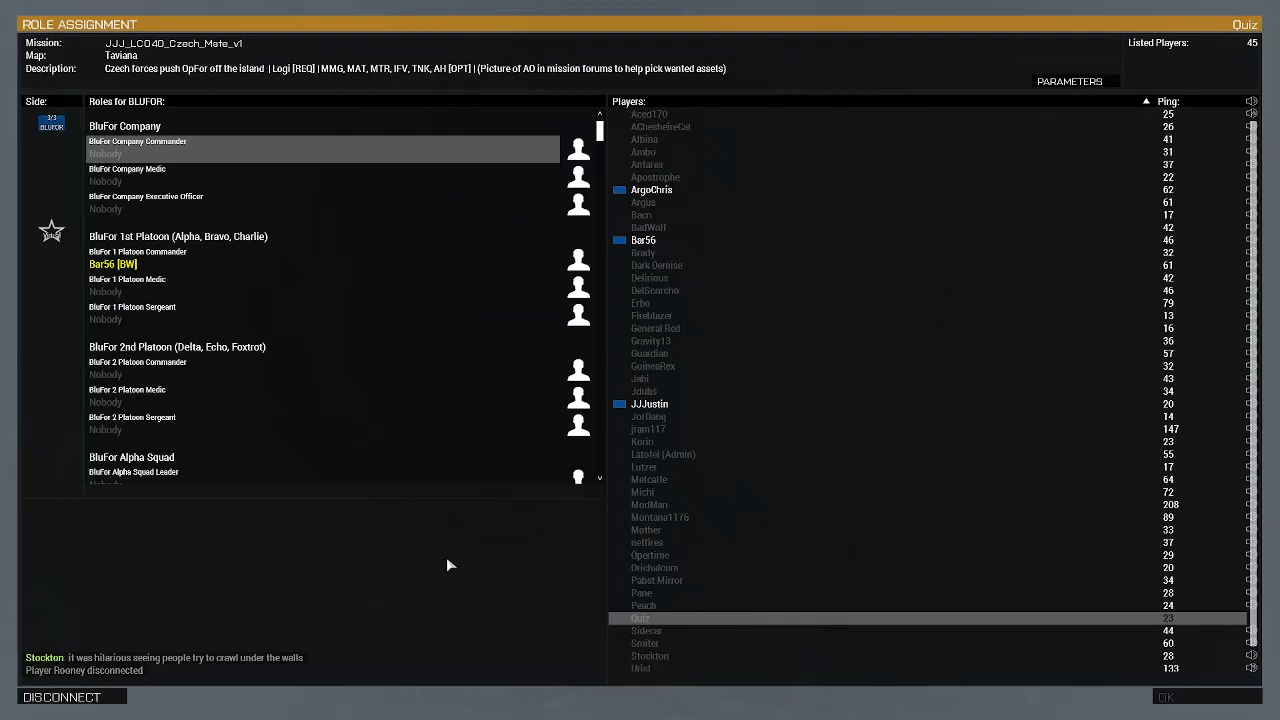 ROLE ASSIGNMENT
Quiz
Mission: JJJ_LCO40_Czech_Mate_v1
Listed Players: 45
Map: Taviana
Description: Czech forces push OpFor off the island | Logi [REQ] | MMG, MAT, MTR, IFV, TNK, AH [OPT] | (Picture of AO in mission forums to help pick wanted assets)
PARAMETERS
Side:
3/3
BLUFOR
Roles for BLUFOR:
BluFor Company
BluFor Company Commander
Nobody
BluFor Company Medic
Nobody
BluFor Company Executive Officer
Nobody
BluFor 1st Platoon (Alpha, Bravo, Charlie)
BluFor 1 Platoon Commander
Bar56 [BW]
BluFor 1 Platoon Medic
Nobody
BluFor 1 Platoon Sergeant
Nobody
BluFor 2nd Platoon (Delta, Echo, Foxtrot)
BluFor 2 Platoon Commander
Nobody
BluFor 2 Platoon Medic
Nobody
BluFor 2 Platoon Sergeant
Nobody
BluFor Alpha Squad
BluFor Alpha Squad Leader
Nobody
Players: Ping:
Aced170 25
AChesheireCat 26
Albina 41
Ambo 31
Antares 37
Apostrophe 22
ArgoChris 62
Argus 61
Bacn 17
BadWolf 42
Bar56 46
Brady 32
Dark Demise 61
Delirious 42
DelScorcho 46
Erbo 79
Fireblazer 13
General Red 16
Gravity13 36
Guardian 57
GuineaRex 32
Jabi 43
Jdubs 34
JJJustin 20
JorDang 14
jram117 147
Korin 23
Latofel (Admin) 55
Lutzer 17
Metcalfe 64
Michi 72
ModMan 208
Montana1176 89
Mother 33
netfires 37
Opertime 29
Orichalcum 20
Pabst Mirror 34
Pane 28
Peach 24
Quiz 23
Sidecar 44
Smiter 60
Stockton 28
Urist 133
Stockton: it was hilarious seeing people try to crawl under the walls
Player Rooney disconnected
DISCONNECT
OK